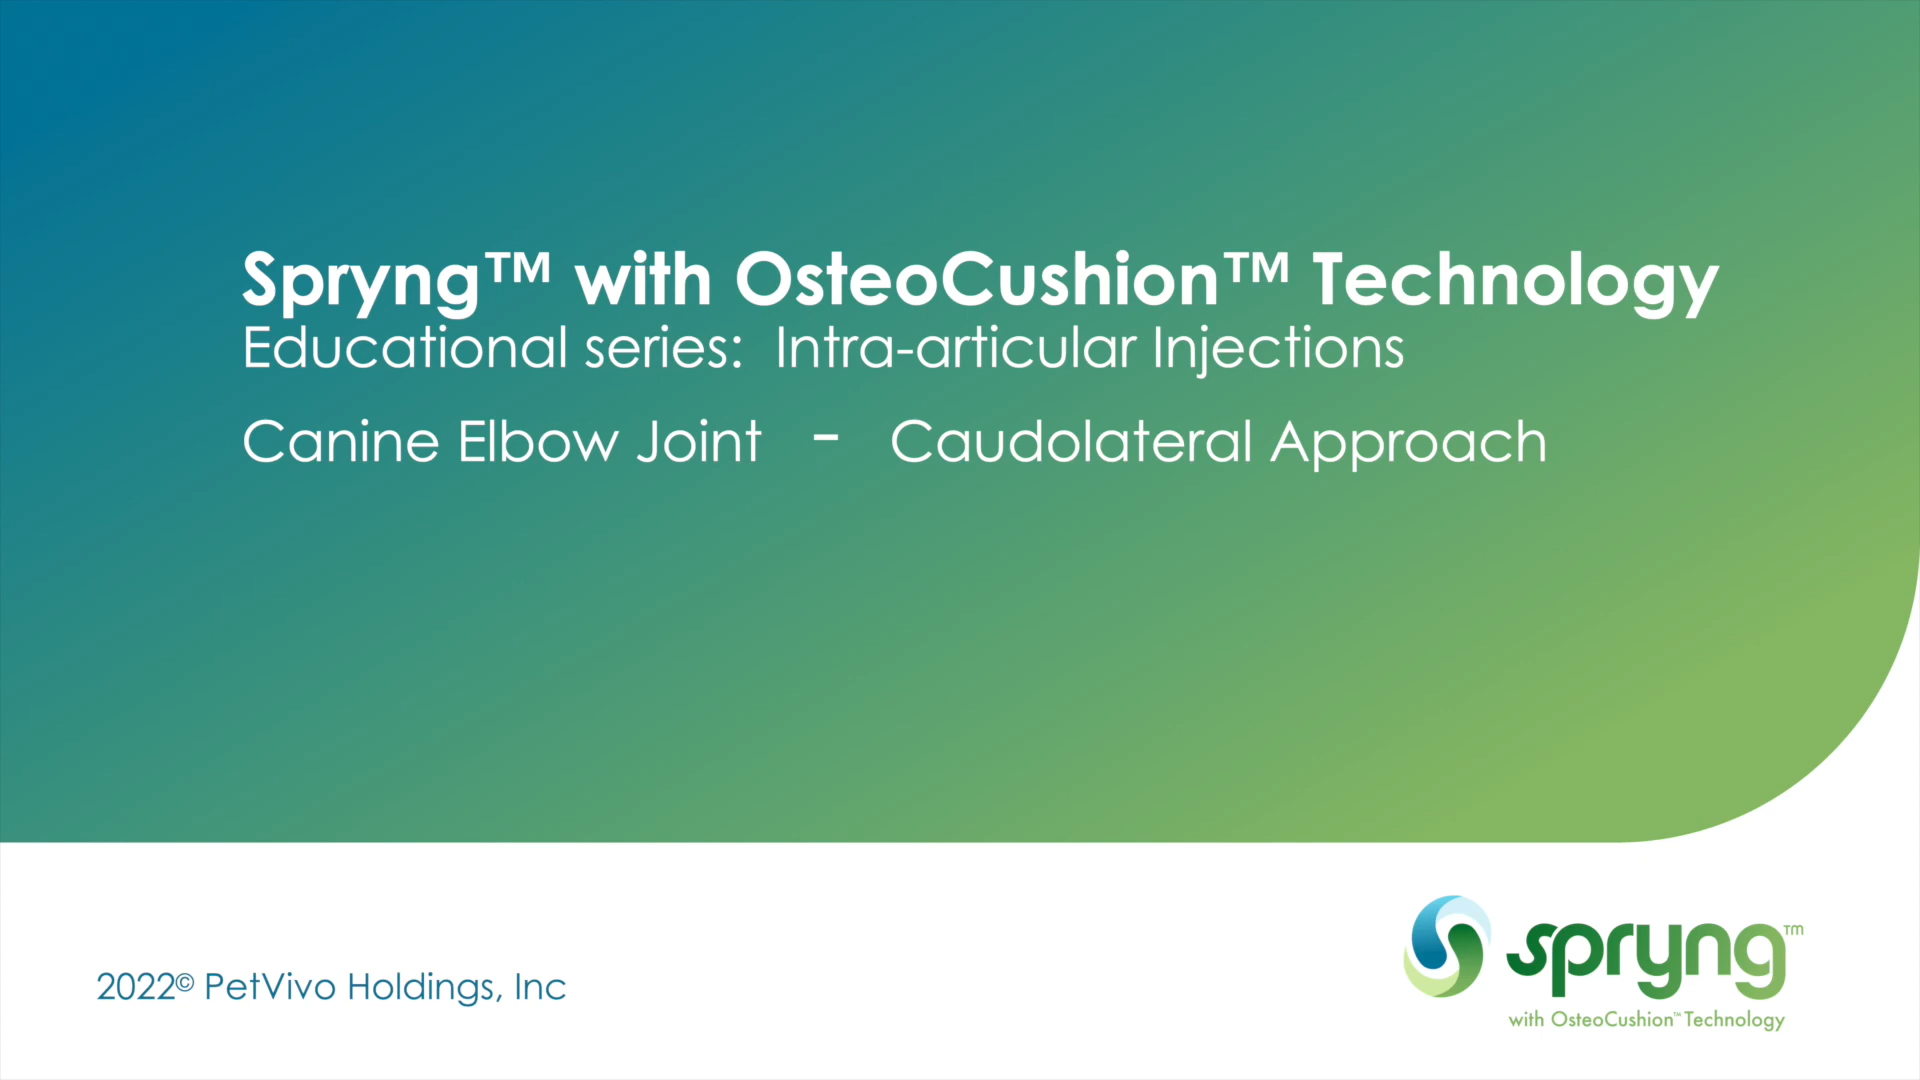 Spryng™ with OsteoCushion™ Technology
Educational series: Intra-articular Injections
Canine Elbow Joint - Caudolateral Approach
2022© PetVivo Holdings, Inc
spryng™
with OsteoCushion™ Technology